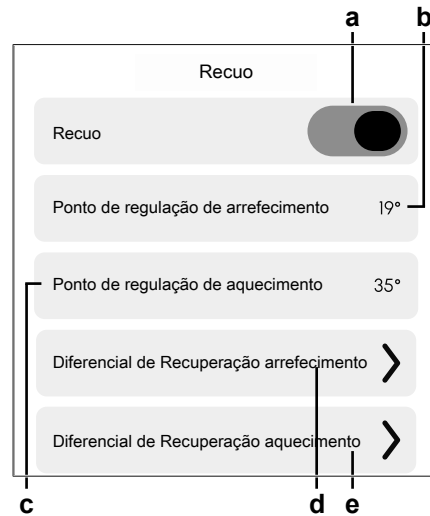 a b
Recuo
Recuo
Ponto de regulação de arrefecimento 19°
Ponto de regulação de aquecimento 35°
Diferencial de Recuperação arrefecimento
Diferencial de Recuperação aquecimento
c d e